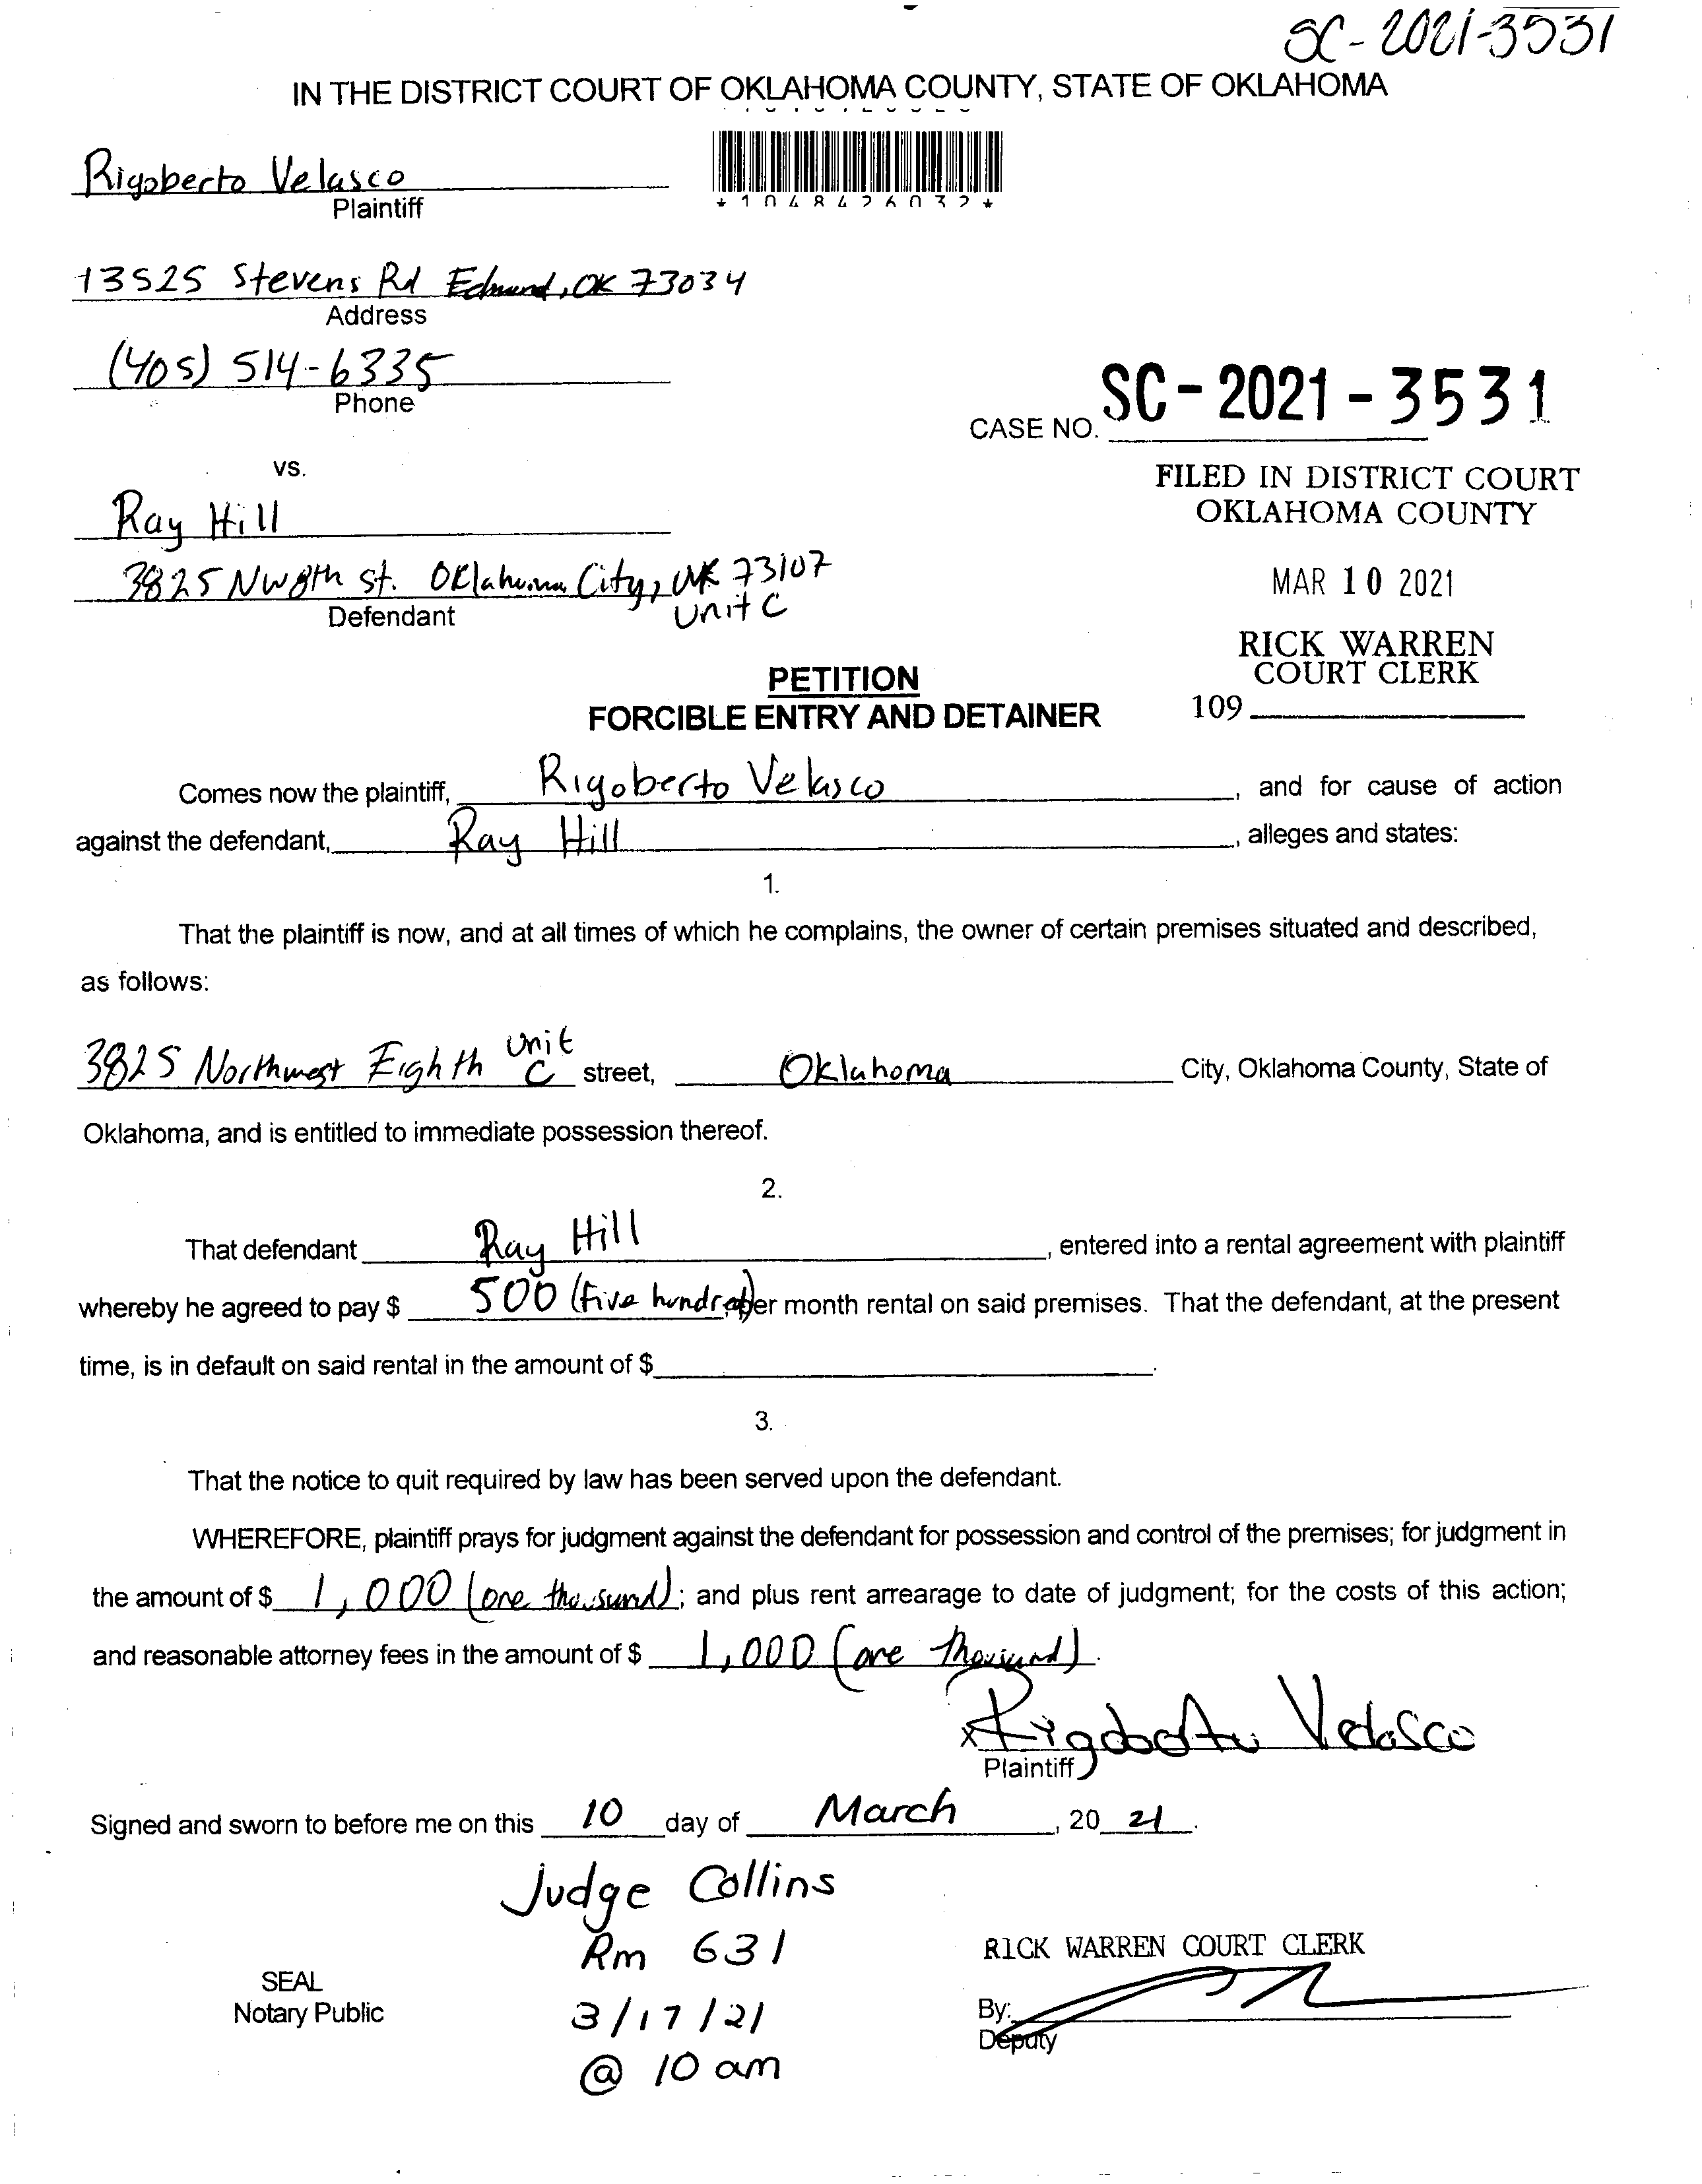 SC-2021-3531
IN THE DISTRICT COURT OF OKLAHOMA COUNTY, STATE OF OKLAHOMA
Rigoberto Velasco
Plaintiff
*1048426032*
13525 Stevens Rd Edmund, OK 73034
Address
(405) 514-6335
Phone
CASE NO. SC-2021-3531
vs.
FILED IN DISTRICT COURT
OKLAHOMA COUNTY
Ray Hill
3825 NW 8th St. Oklahoma City, OK 73107
Unit C
Defendant
MAR 10 2021
RICK WARREN
COURT CLERK
109
PETITION
FORCIBLE ENTRY AND DETAINER
Comes now the plaintiff, Rigoberto Velasco, and for cause of action
against the defendant, Ray Hill, alleges and states:
1.
That the plaintiff is now, and at all times of which he complains, the owner of certain premises situated and described,
as follows:
3825 Northwest Eighth Unit C street, Oklahoma City, Oklahoma County, State of
Oklahoma, and is entitled to immediate possession thereof.
2.
That defendant Ray Hill, entered into a rental agreement with plaintiff
whereby he agreed to pay $ 500 (five hundred) per month rental on said premises. That the defendant, at the present
time, is in default on said rental in the amount of $ .
3.
That the notice to quit required by law has been served upon the defendant.
WHEREFORE, plaintiff prays for judgment against the defendant for possession and control of the premises; for judgment in
the amount of $ 1,000 (one thousand); and plus rent arrearage to date of judgment; for the costs of this action;
and reasonable attorney fees in the amount of $ 1,000 (one thousand).
x Rigoberto Velasco
Plaintiff
Signed and sworn to before me on this 10 day of March, 20 21.
Judge Collins
Rm 631
3/17/21
@ 10 am
SEAL
Notary Public
RICK WARREN COURT CLERK
By:
Deputy